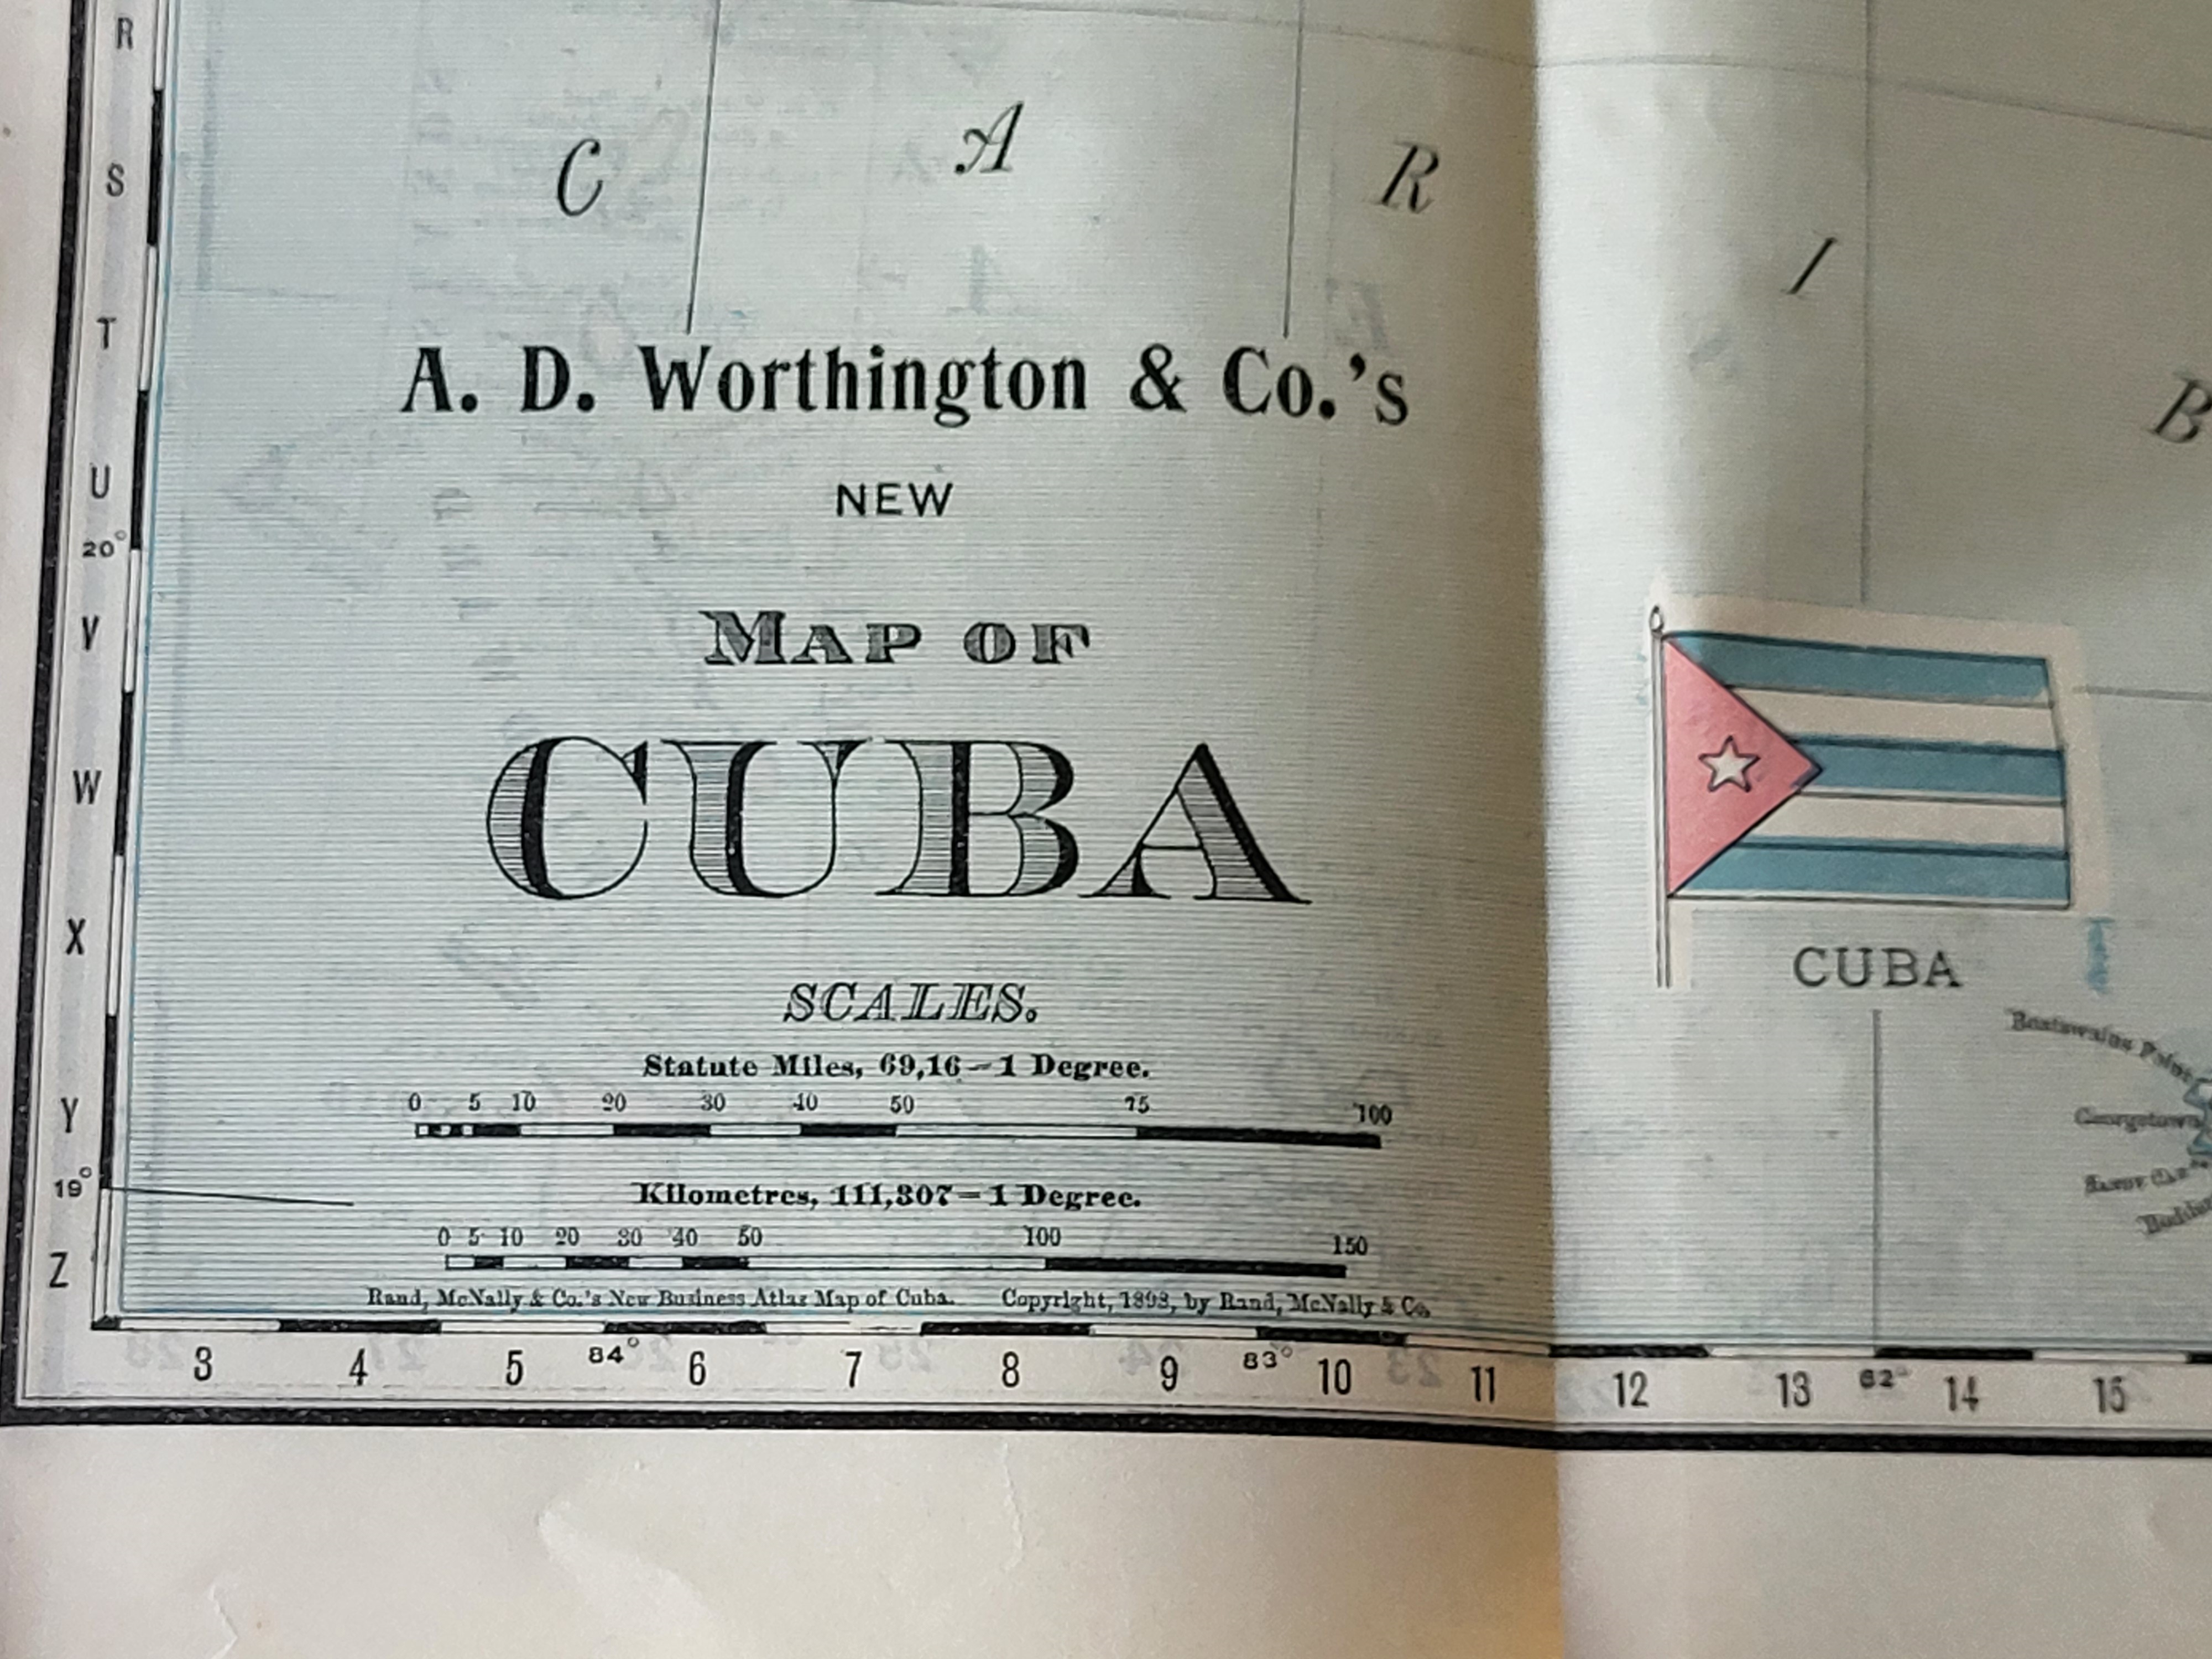 R
S
T
U
20°
V
W
X
Y
19°
Z
C A R I B
A. D. Worthington & Co.'s
NEW
MAP OF
CUBA
SCALES.
Statute Miles, 69,16—1 Degree.
0 5 10 20 30 40 50 75 100
Kilometres, 111,307—1 Degree.
0 5 10 20 30 40 50 100 150
Rand, McNally & Co.'s New Business Atlas Map of Cuba. Copyright, 1898, by Rand, McNally & Co.
CUBA
Boatswains Point
Georgetown
3 4 5 84° 6 7 8 9 83° 10 11 12 13 82° 14 15